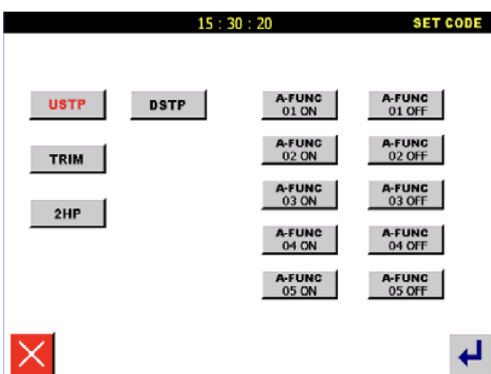 15 : 30 : 20 SET CODE
USTP DSTP A-FUNC 01 ON A-FUNC 01 OFF
TRIM A-FUNC 02 ON A-FUNC 02 OFF
2HP A-FUNC 03 ON A-FUNC 03 OFF
A-FUNC 04 ON A-FUNC 04 OFF
A-FUNC 05 ON A-FUNC 05 OFF